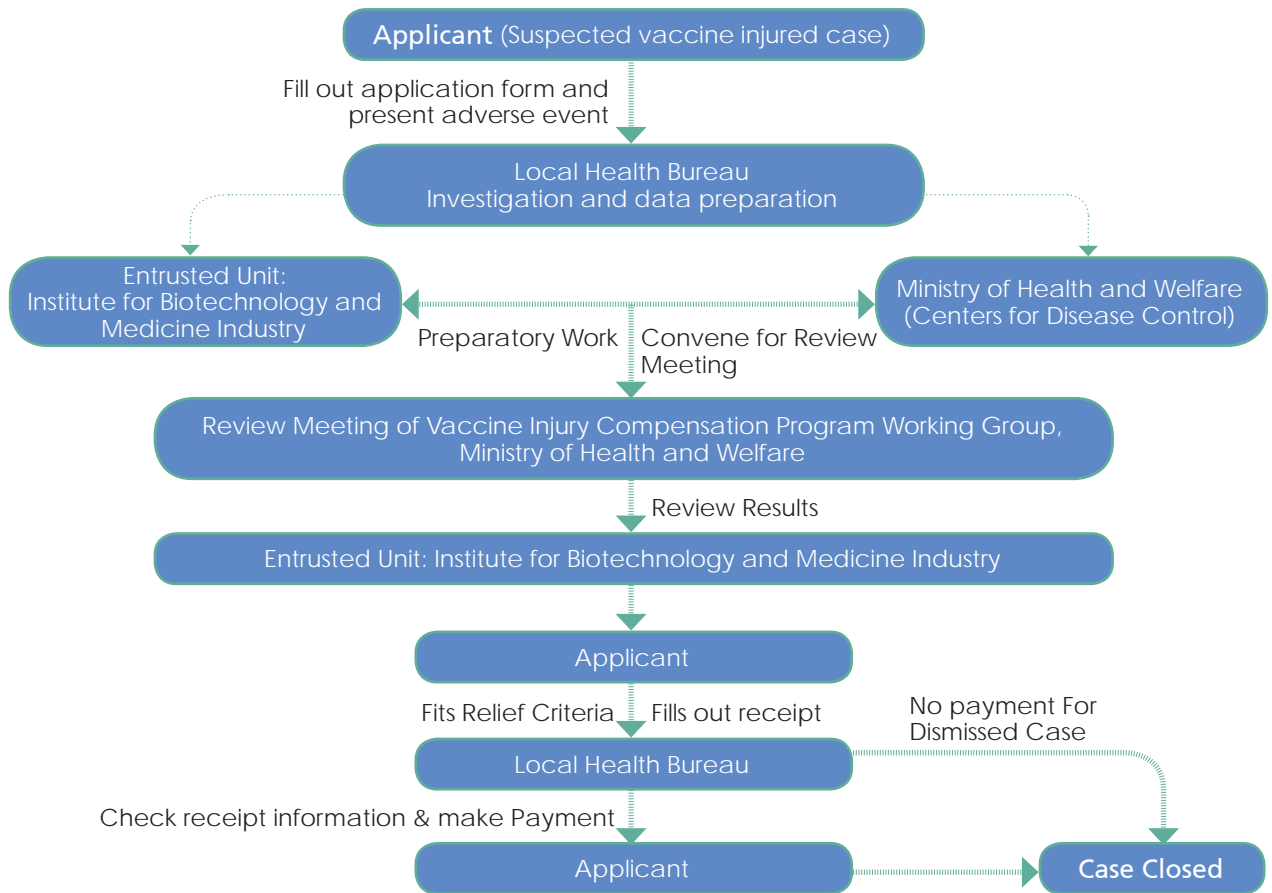 Applicant (Suspected vaccine injured case)
Fill out application form and
present adverse event
Local Health Bureau
Investigation and data preparation
Entrusted Unit:
Institute for Biotechnology and
Medicine Industry
Ministry of Health and Welfare
(Centers for Disease Control)
Preparatory Work
Convene for Review
Meeting
Review Meeting of Vaccine Injury Compensation Program Working Group,
Ministry of Health and Welfare
Review Results
Entrusted Unit: Institute for Biotechnology and Medicine Industry
Applicant
Fits Relief Criteria
Fills out receipt
No payment For
Dismissed Case
Local Health Bureau
Check receipt information & make Payment
Applicant
Case Closed